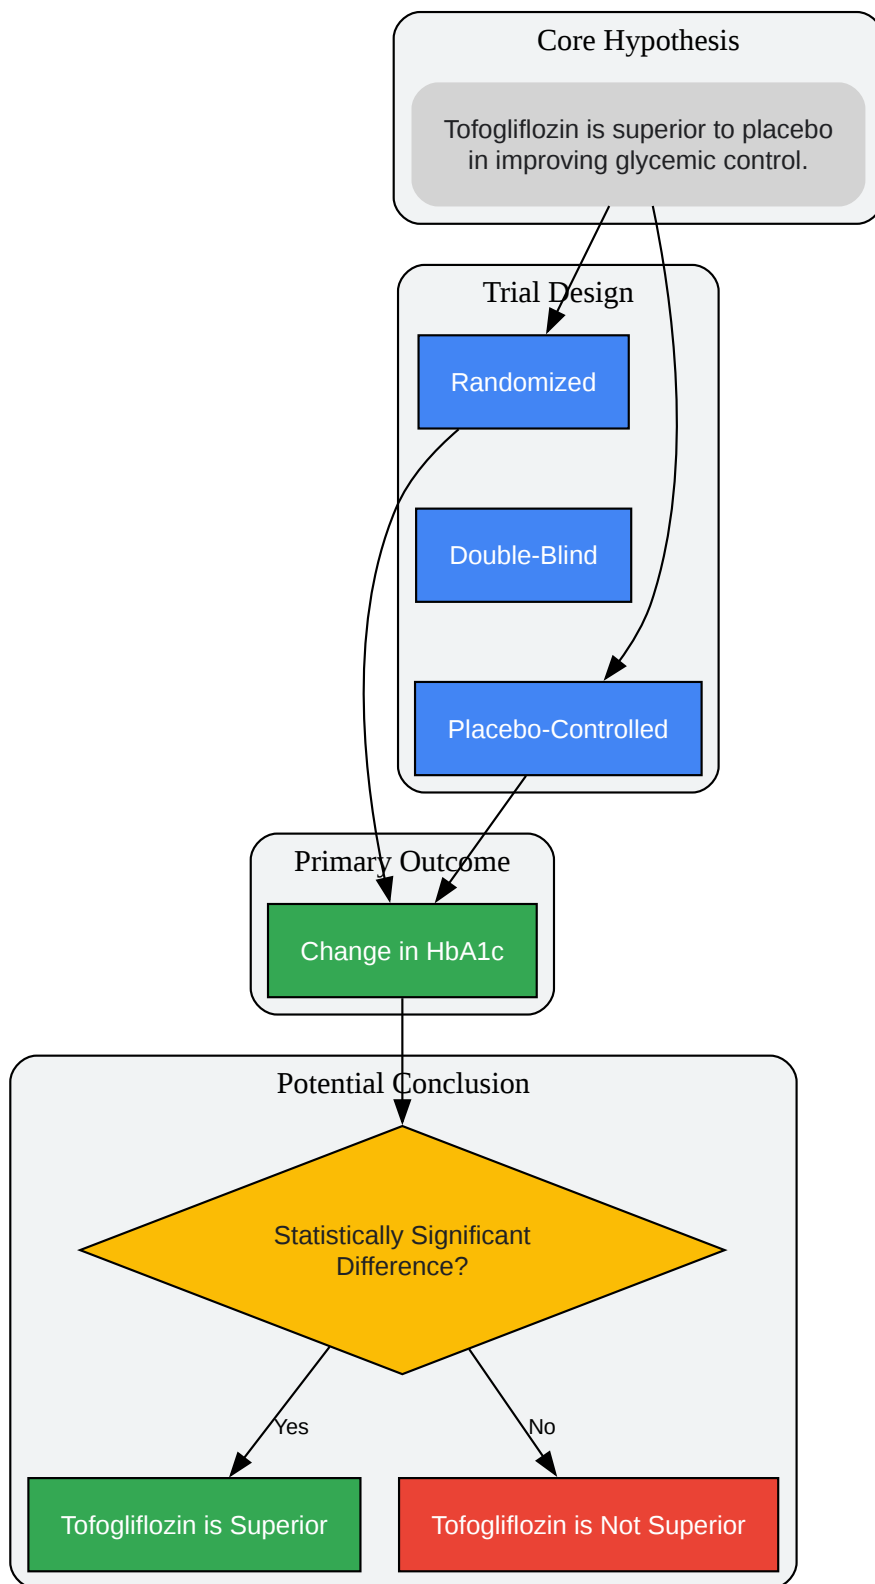 Core Hypothesis
Tofogliflozin is superior to placebo
in improving glycemic control.
Trial Design
Randomized
Double-Blind
Placebo-Controlled
Primary Outcome
Change in HbA1c
Potential Conclusion
Statistically Significant
Difference?
Yes
No
Tofogliflozin is Superior
Tofogliflozin is Not Superior